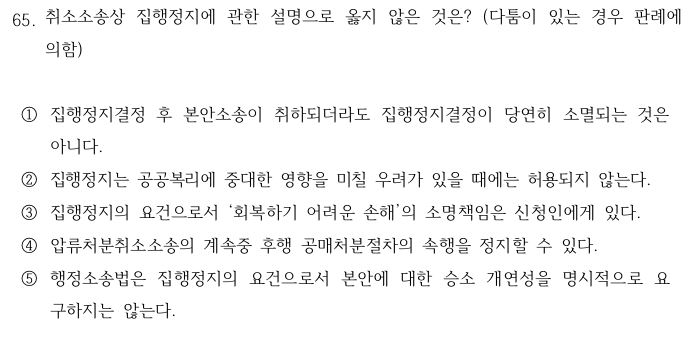 65. 취소소송상 집행정지에 관한 설명으로 옳지 않은 것은? (다툼이 있는 경우 판례에
의함)
① 집행정지결정 후 본안소송이 취하되더라도 집행정지결정이 당연히 소멸되는 것은
아니다.
② 집행정지는 공공복리에 중대한 영향을 미칠 우려가 있을 때에는 허용되지 않는다.
③ 집행정지의 요건으로서 ‘회복하기 어려운 손해’의 소명책임은 신청인에게 있다.
④ 압류처분취소소송의 계속중 후행 공매처분절차의 속행을 정지할 수 있다.
⑤ 행정소송법은 집행정지의 요건으로서 본안에 대한 승소 개연성을 명시적으로 요
구하지는 않는다.